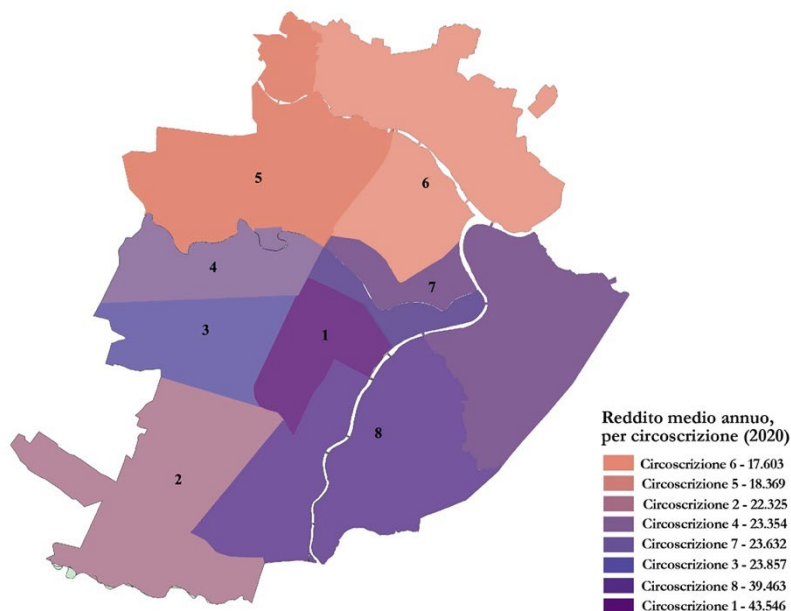 5
6
4
7
3
1
8
2
Reddito medio annuo,
per circoscrizione (2020)
Circoscrizione 6 - 17.603
Circoscrizione 5 - 18.369
Circoscrizione 2 - 22.325
Circoscrizione 4 - 23.354
Circoscrizione 7 - 23.632
Circoscrizione 3 - 23.857
Circoscrizione 8 - 39.463
Circoscrizione 1 - 43.546